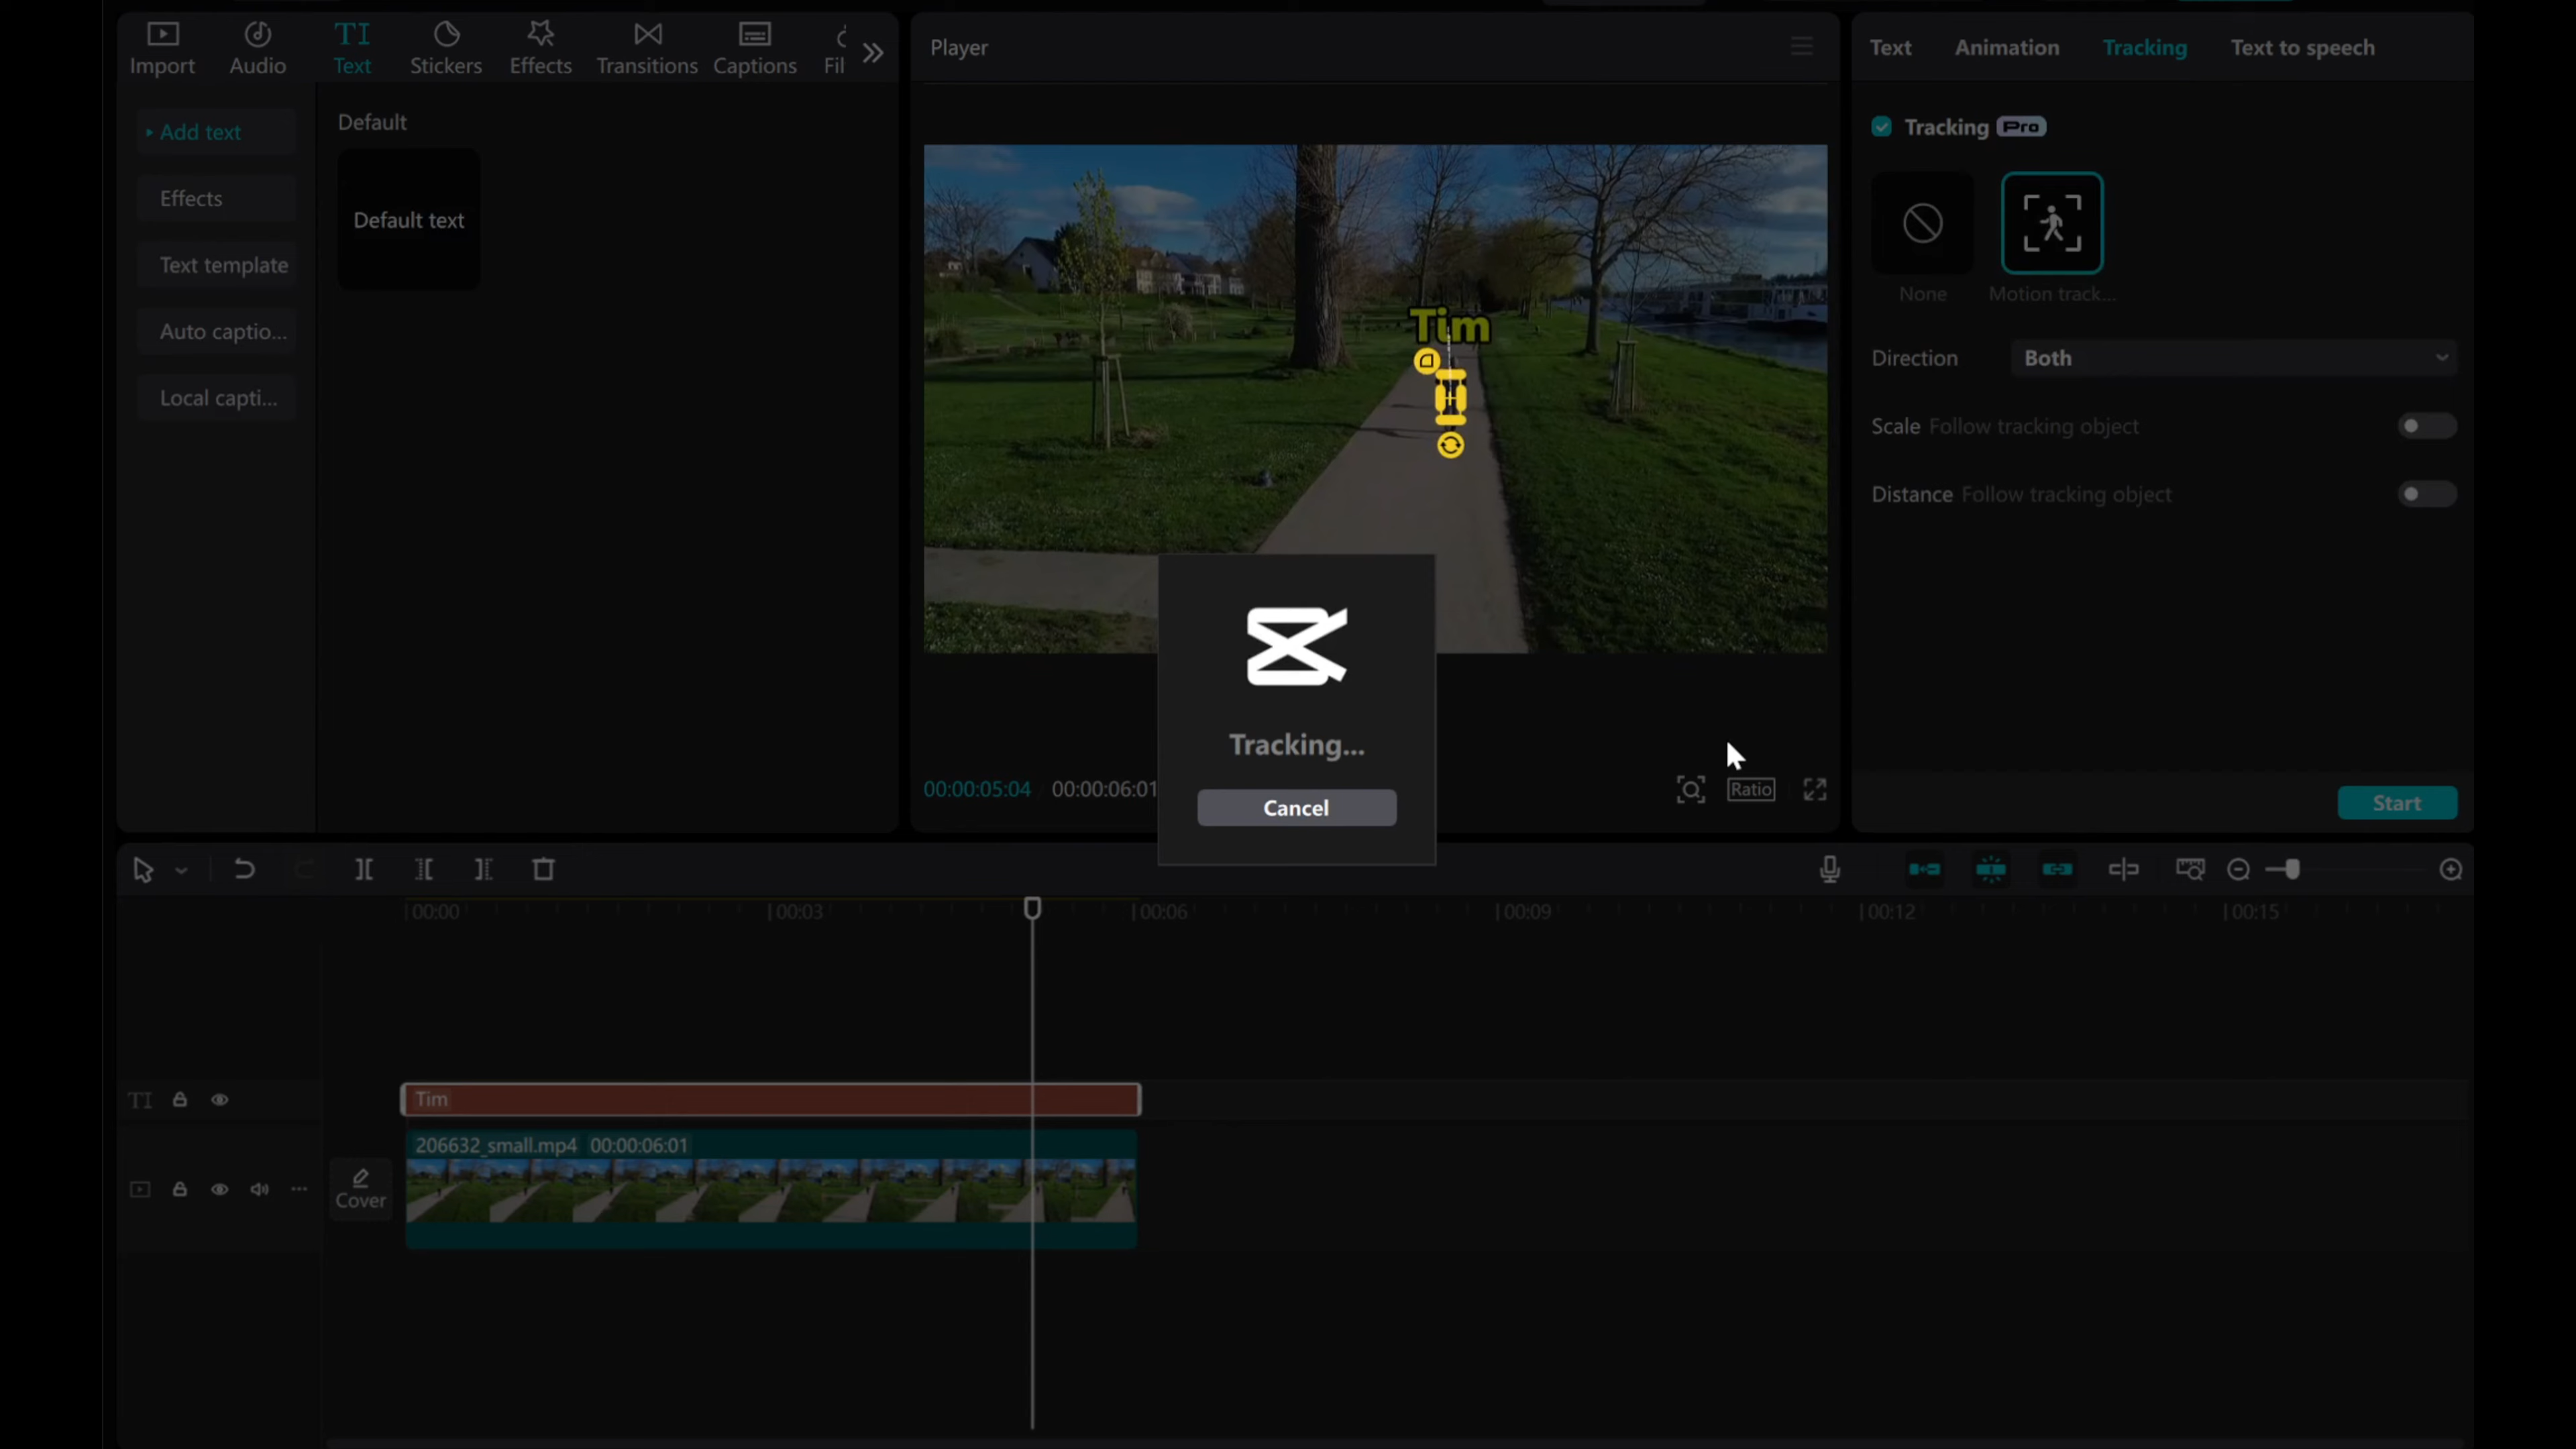 Import Audio TI Text Stickers Effects Transitions Captions Fil
Add text
Effects
Text template
Auto captio...
Local capti...
Default
Default text
Player
Tim
00:00:05:04 00:00:06:01
Ratio
Tracking...
Cancel
Text Animation Tracking Text to speech
Tracking Pro
None Motion track...
Direction Both
Scale Follow tracking object
Distance Follow tracking object
Start
00:00 00:03 00:06 00:09 00:12 00:15
TI
Tim
206632_small.mp4 00:00:06:01
Cover